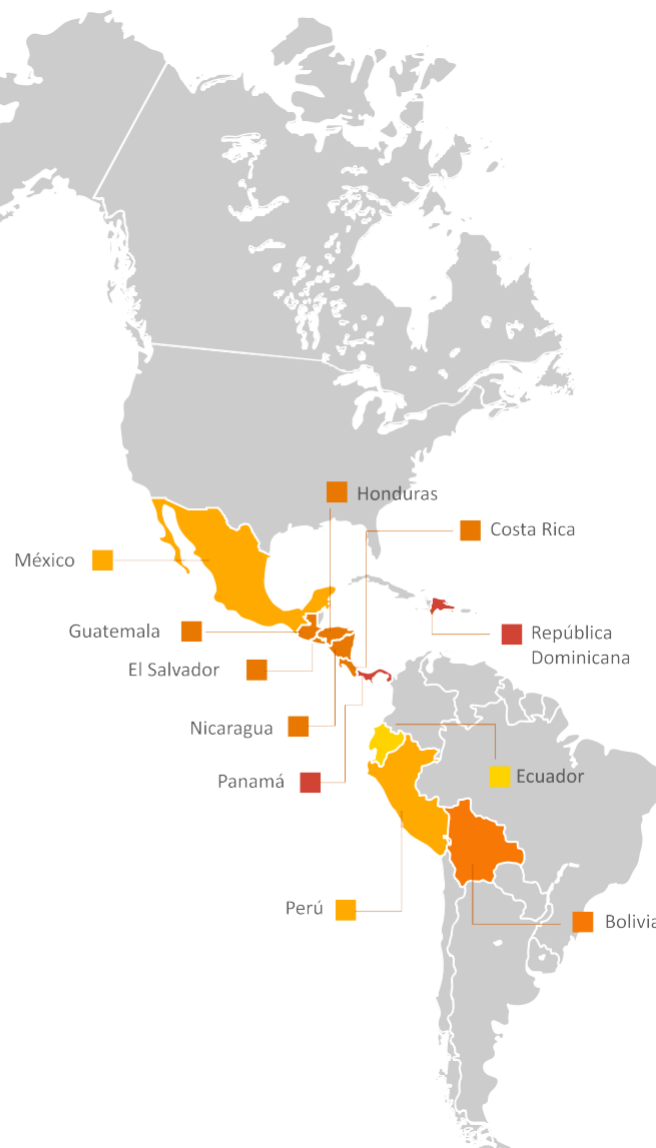 Honduras
Costa Rica
México
Guatemala
República
Dominicana
El Salvador
Nicaragua
Panamá
Ecuador
Perú
Bolivia